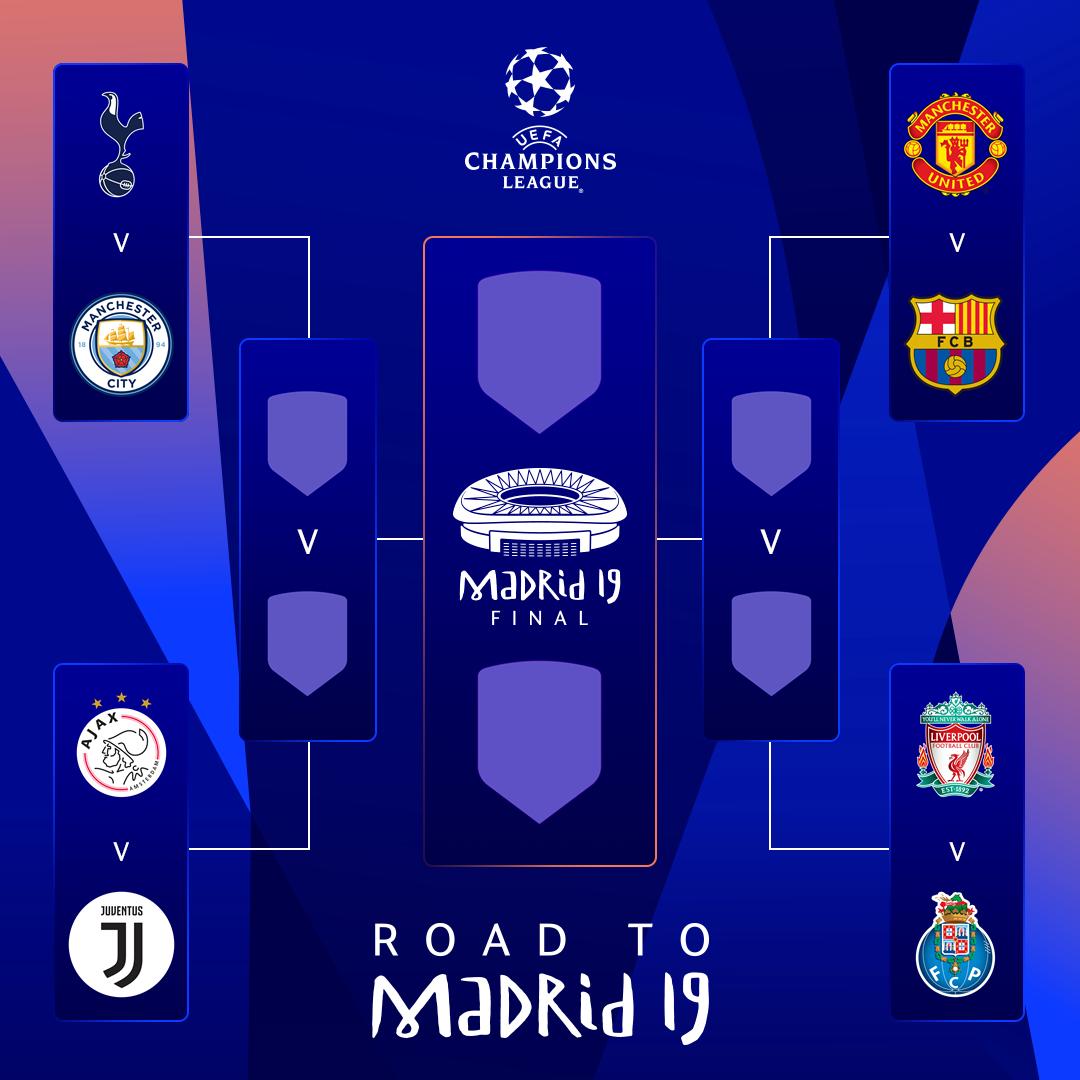 UEFA
CHAMPIONS
LEAGUE®
V
MANCHESTER
18 94
CITY
MANCHESTER
UNITED
V
FCB
V
V
MADRID 19
FINAL
AJAX
AMSTERDAM
V
JUVENTUS
YOU'LL NEVER WALK ALONE
LIVERPOOL
FOOTBALL CLUB
EST·1892
V
FCP
ROAD TO
MADRID 19